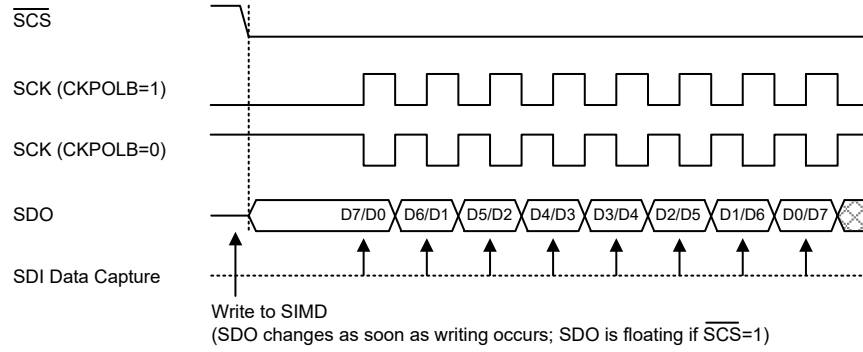 SCS
SCK (CKPOLB=1)
SCK (CKPOLB=0)
SDO
D7/D0 D6/D1 D5/D2 D4/D3 D3/D4 D2/D5 D1/D6 D0/D7
SDI Data Capture
Write to SIMD
(SDO changes as soon as writing occurs; SDO is floating if SCS=1)